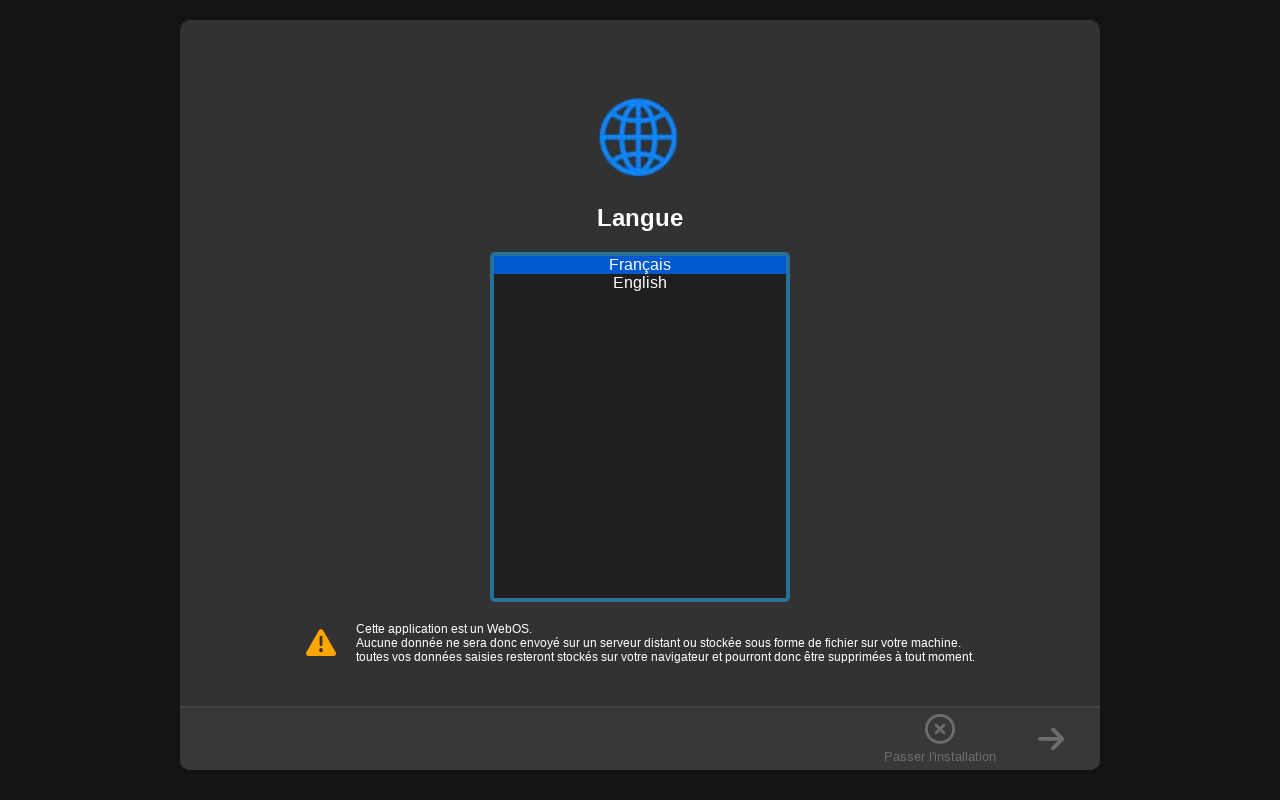 Langue
Français
English
Cette application est un WebOS.
Aucune donnée ne sera donc envoyé sur un serveur distant ou stockée sous forme de fichier sur votre machine.
toutes vos données saisies resteront stockés sur votre navigateur et pourront donc être supprimées à tout moment.
Passer l'installation